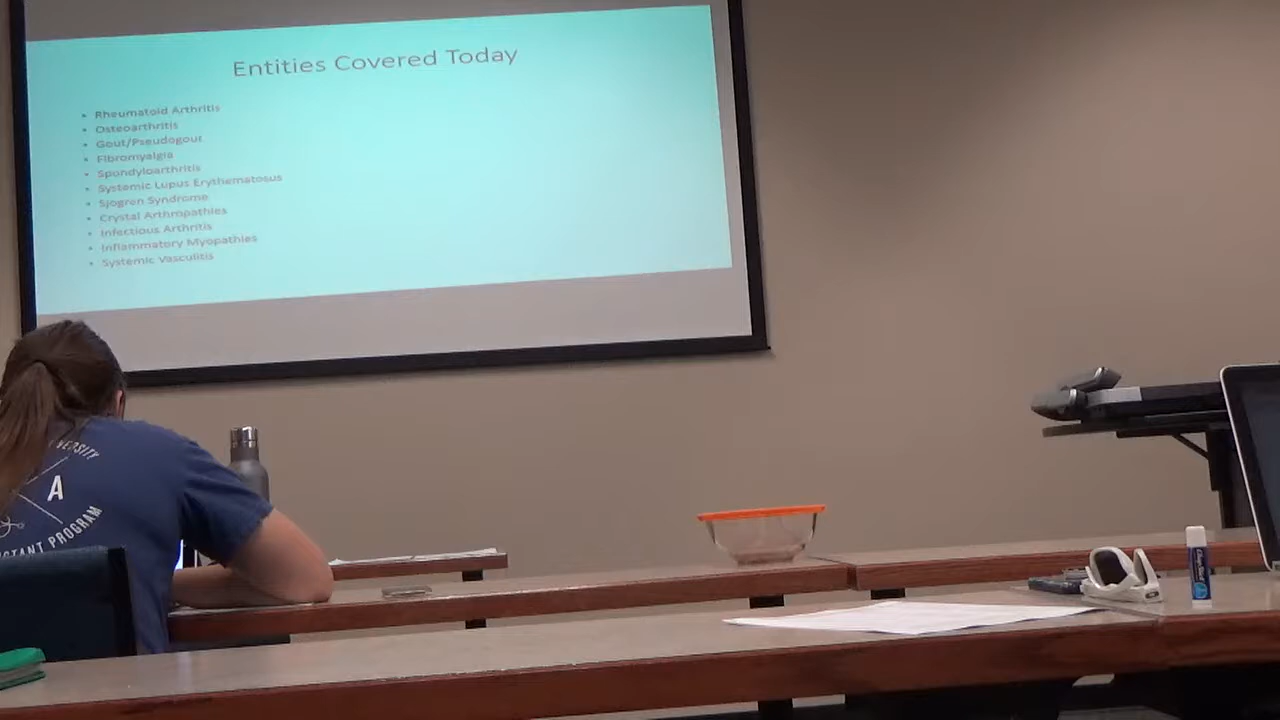 Entities Covered Today
• Rheumatoid Arthritis
• Osteoarthritis
• Gout/Pseudogout
• Fibromyalgia
• Spondyloarthritis
• Systemic Lupus Erythematosus
• Sjogren Syndrome
• Crystal Arthropathies
• Infectious Arthritis
• Inflammatory Myopathies
• Systemic Vasculitis
A
PROGRAM